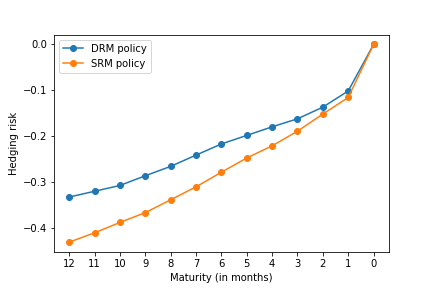 0.0
−0.1
−0.2
−0.3
−0.4
Hedging risk
DRM policy
SRM policy
12 11 10 9 8 7 6 5 4 3 2 1 0
Maturity (in months)